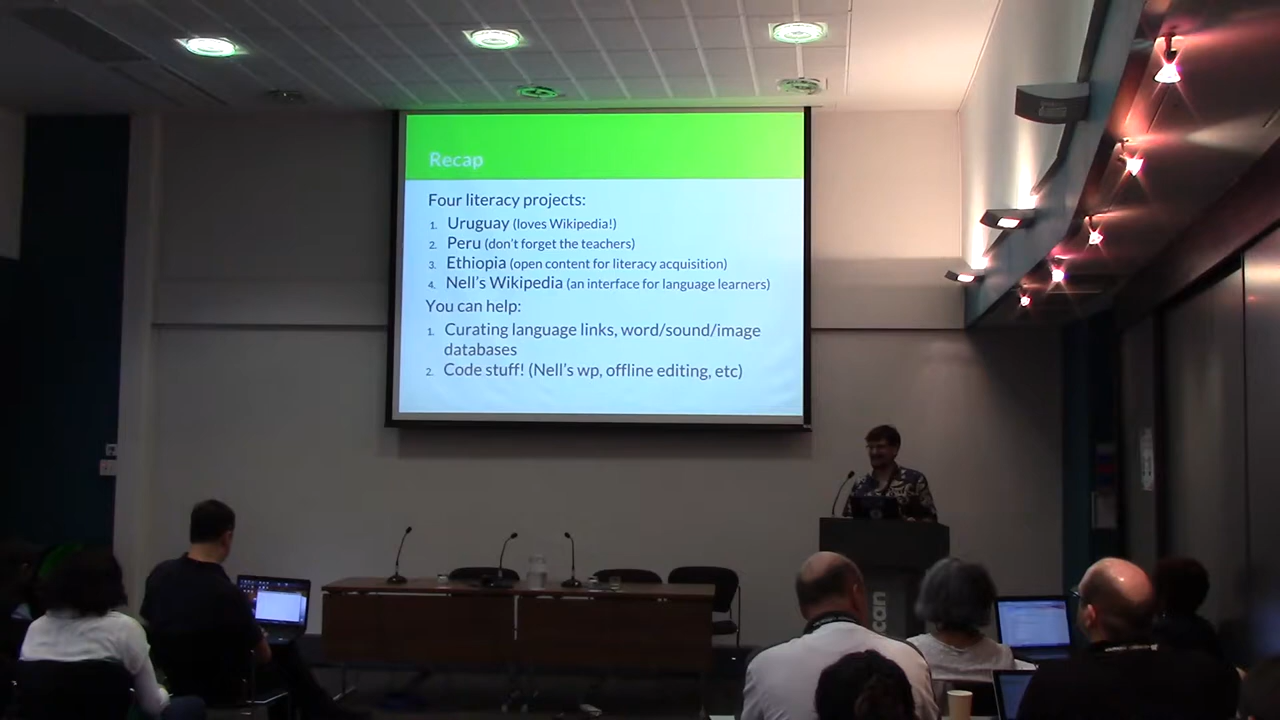 Recap
Four literacy projects:
1. Uruguay (loves Wikipedia!)
2. Peru (don't forget the teachers)
3. Ethiopia (open content for literacy acquisition)
4. Nell's Wikipedia (an interface for language learners)
You can help:
1. Curating language links, word/sound/image
databases
2. Code stuff! (Nell's wp, offline editing, etc)
can